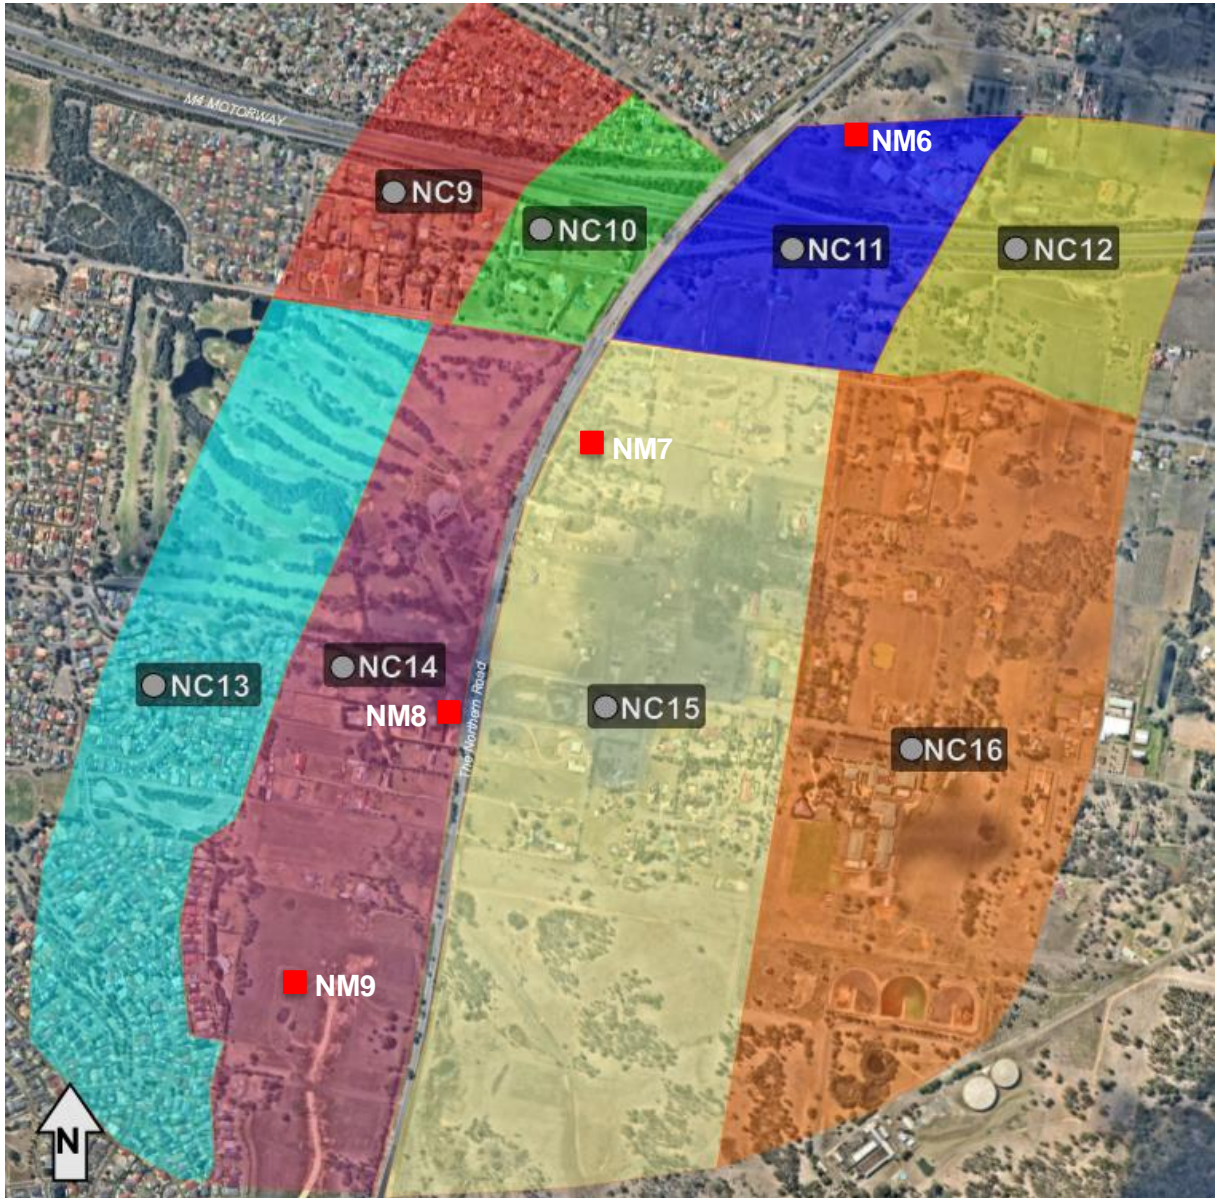 M4 MOTORWAY
NM6
NC9
NC10
NC11
NC12
NM7
NC14
NC13
NM8
The Northern Road
NC15
NC16
NM9
N